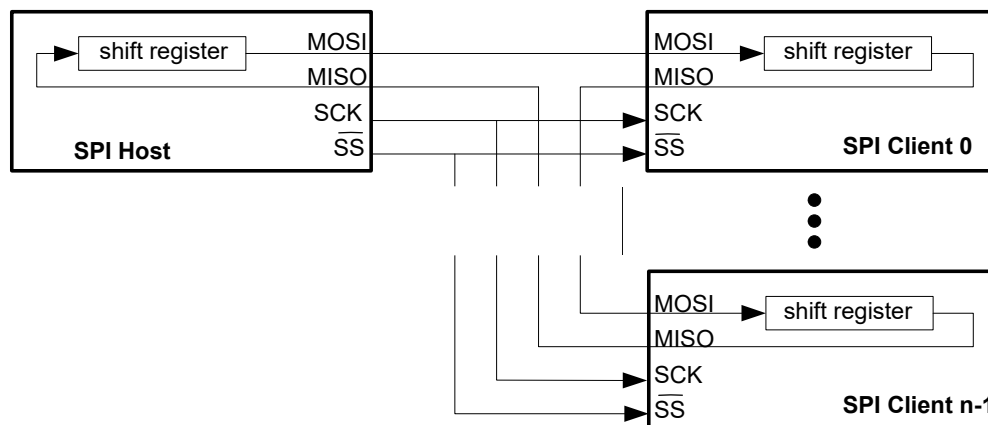 shift register
MOSI
MISO
SCK
SS
SPI Host
MOSI
shift register
MISO
SCK
SS
SPI Client 0
MOSI
shift register
MISO
SCK
SS
SPI Client n-1